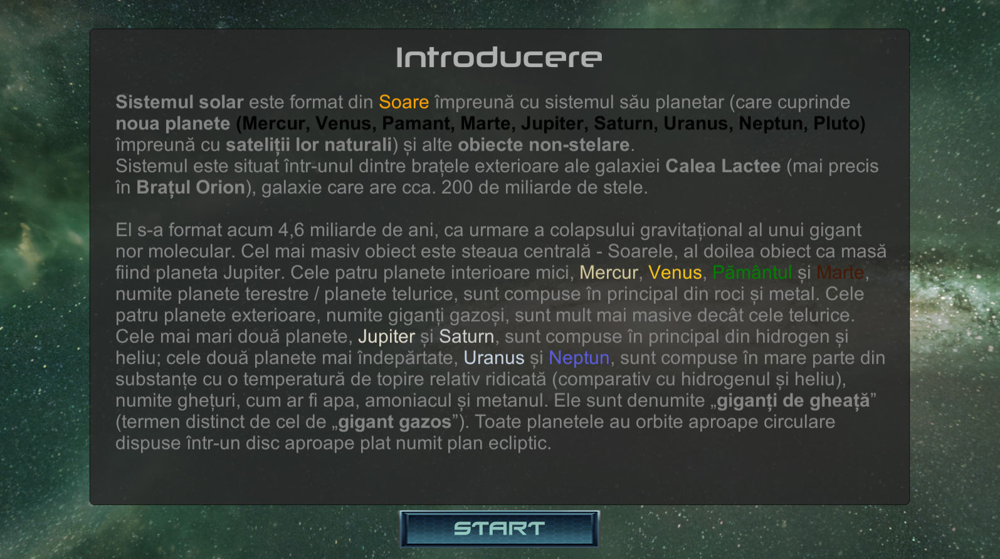 Introducere
Sistemul solar este format din Soare împreună cu sistemul său planetar (care cuprinde
noua planete (Mercur, Venus, Pamant, Marte, Jupiter, Saturn, Uranus, Neptun, Pluto)
împreună cu sateliții lor naturali) și alte obiecte non-stelare.
Sistemul este situat într-unul dintre brațele exterioare ale galaxiei Calea Lactee (mai precis
în Brațul Orion), galaxie care are cca. 200 de miliarde de stele.
El s-a format acum 4,6 miliarde de ani, ca urmare a colapsului gravitațional al unui gigant
nor molecular. Cel mai masiv obiect este steaua centrală - Soarele, al doilea obiect ca masă
fiind planeta Jupiter. Cele patru planete interioare mici, Mercur, Venus, Pământul și Marte,
numite planete terestre / planete telurice, sunt compuse în principal din roci și metal. Cele
patru planete exterioare, numite giganți gazoși, sunt mult mai masive decât cele telurice.
Cele mai mari două planete, Jupiter și Saturn, sunt compuse în principal din hidrogen și
heliu; cele două planete mai îndepărtate, Uranus și Neptun, sunt compuse în mare parte din
substanțe cu o temperatură de topire relativ ridicată (comparativ cu hidrogenul și heliu),
numite ghețuri, cum ar fi apa, amoniacul și metanul. Ele sunt denumite „giganți de gheață”
(termen distinct de cel de „gigant gazos”). Toate planetele au orbite aproape circulare
dispuse într-un disc aproape plat numit plan ecliptic.
START